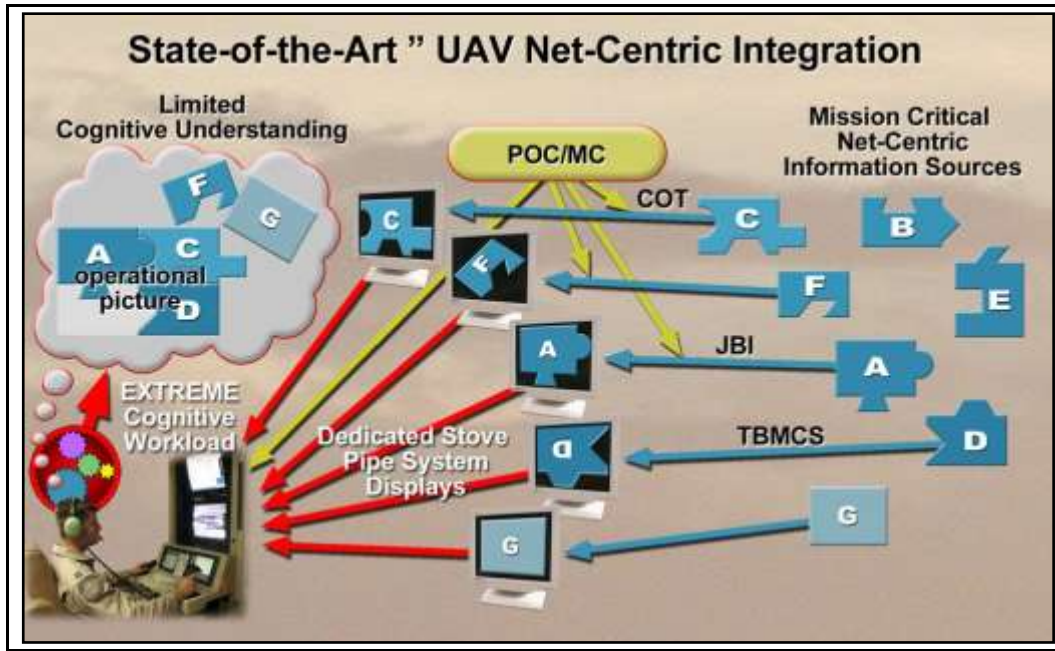 State-of-the-Art ” UAV Net-Centric Integration
Limited
Cognitive Understanding
F
G
A
C
operational
picture
D
POC/MC
Mission Critical
Net-Centric
Information Sources
COT
C
C
B
F
F
E
JBI
A
A
EXTREME
Cognitive
Workload
Dedicated Stove
Pipe System
Displays
TBMCS
D
D
G
G